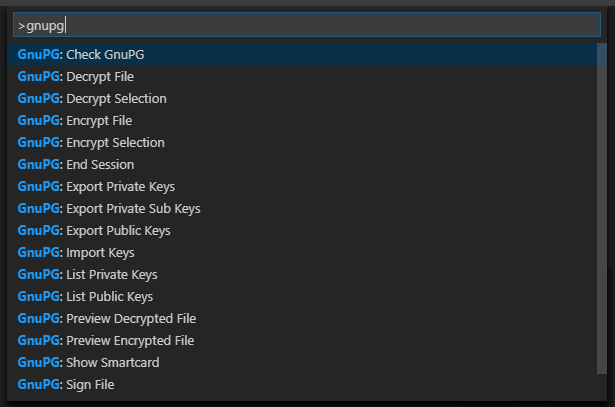 >gnupg
GnuPG: Check GnuPG
GnuPG: Decrypt File
GnuPG: Decrypt Selection
GnuPG: Encrypt File
GnuPG: Encrypt Selection
GnuPG: End Session
GnuPG: Export Private Keys
GnuPG: Export Private Sub Keys
GnuPG: Export Public Keys
GnuPG: Import Keys
GnuPG: List Private Keys
GnuPG: List Public Keys
GnuPG: Preview Decrypted File
GnuPG: Preview Encrypted File
GnuPG: Show Smartcard
GnuPG: Sign File